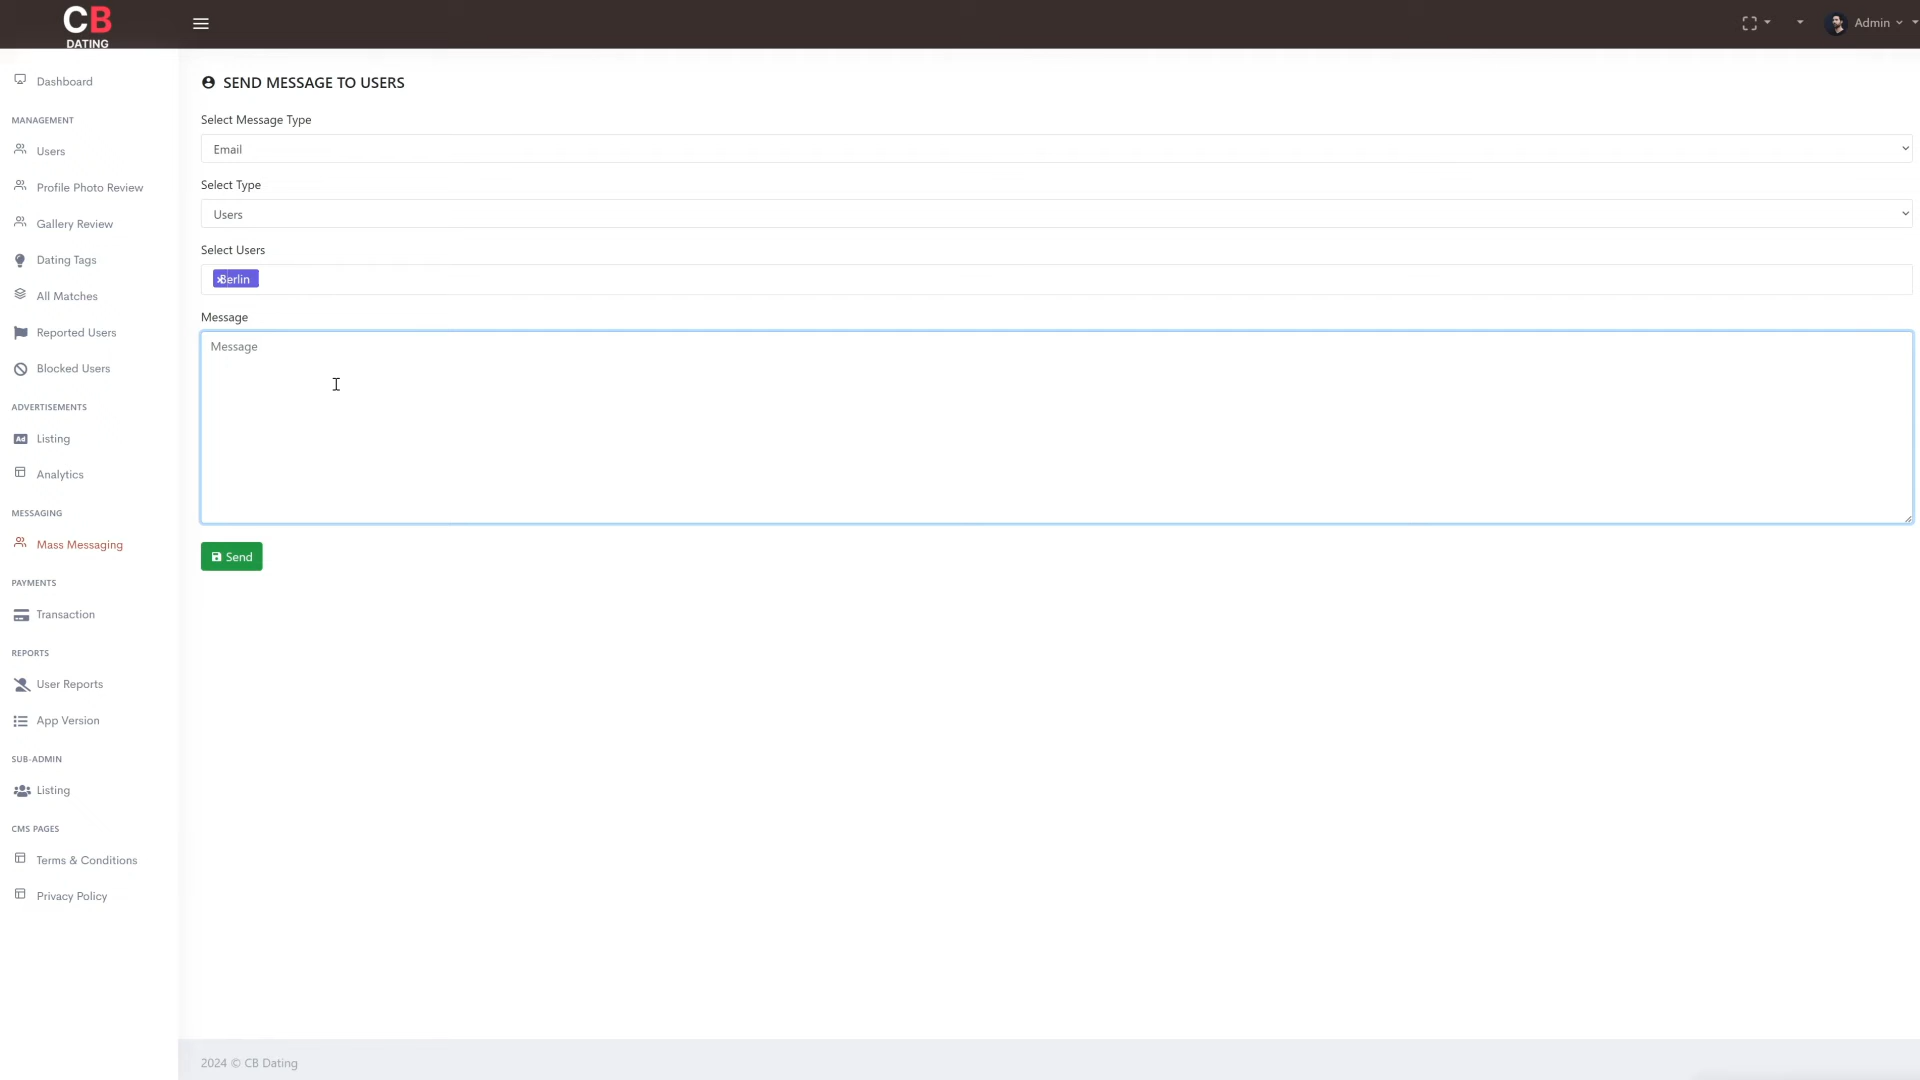 CB
DATING
Admin
Dashboard
MANAGEMENT
Users
Profile Photo Review
Gallery Review
Dating Tags
All Matches
Reported Users
Blocked Users
ADVERTISEMENTS
Ad Listing
Analytics
MESSAGING
Mass Messaging
PAYMENTS
Transaction
REPORTS
User Reports
App Version
SUB-ADMIN
Listing
CMS PAGES
Terms & Conditions
Privacy Policy
SEND MESSAGE TO USERS
Select Message Type
Email
Select Type
Users
Select Users
×Berlin
Message
Message
Send
2024 © CB Dating